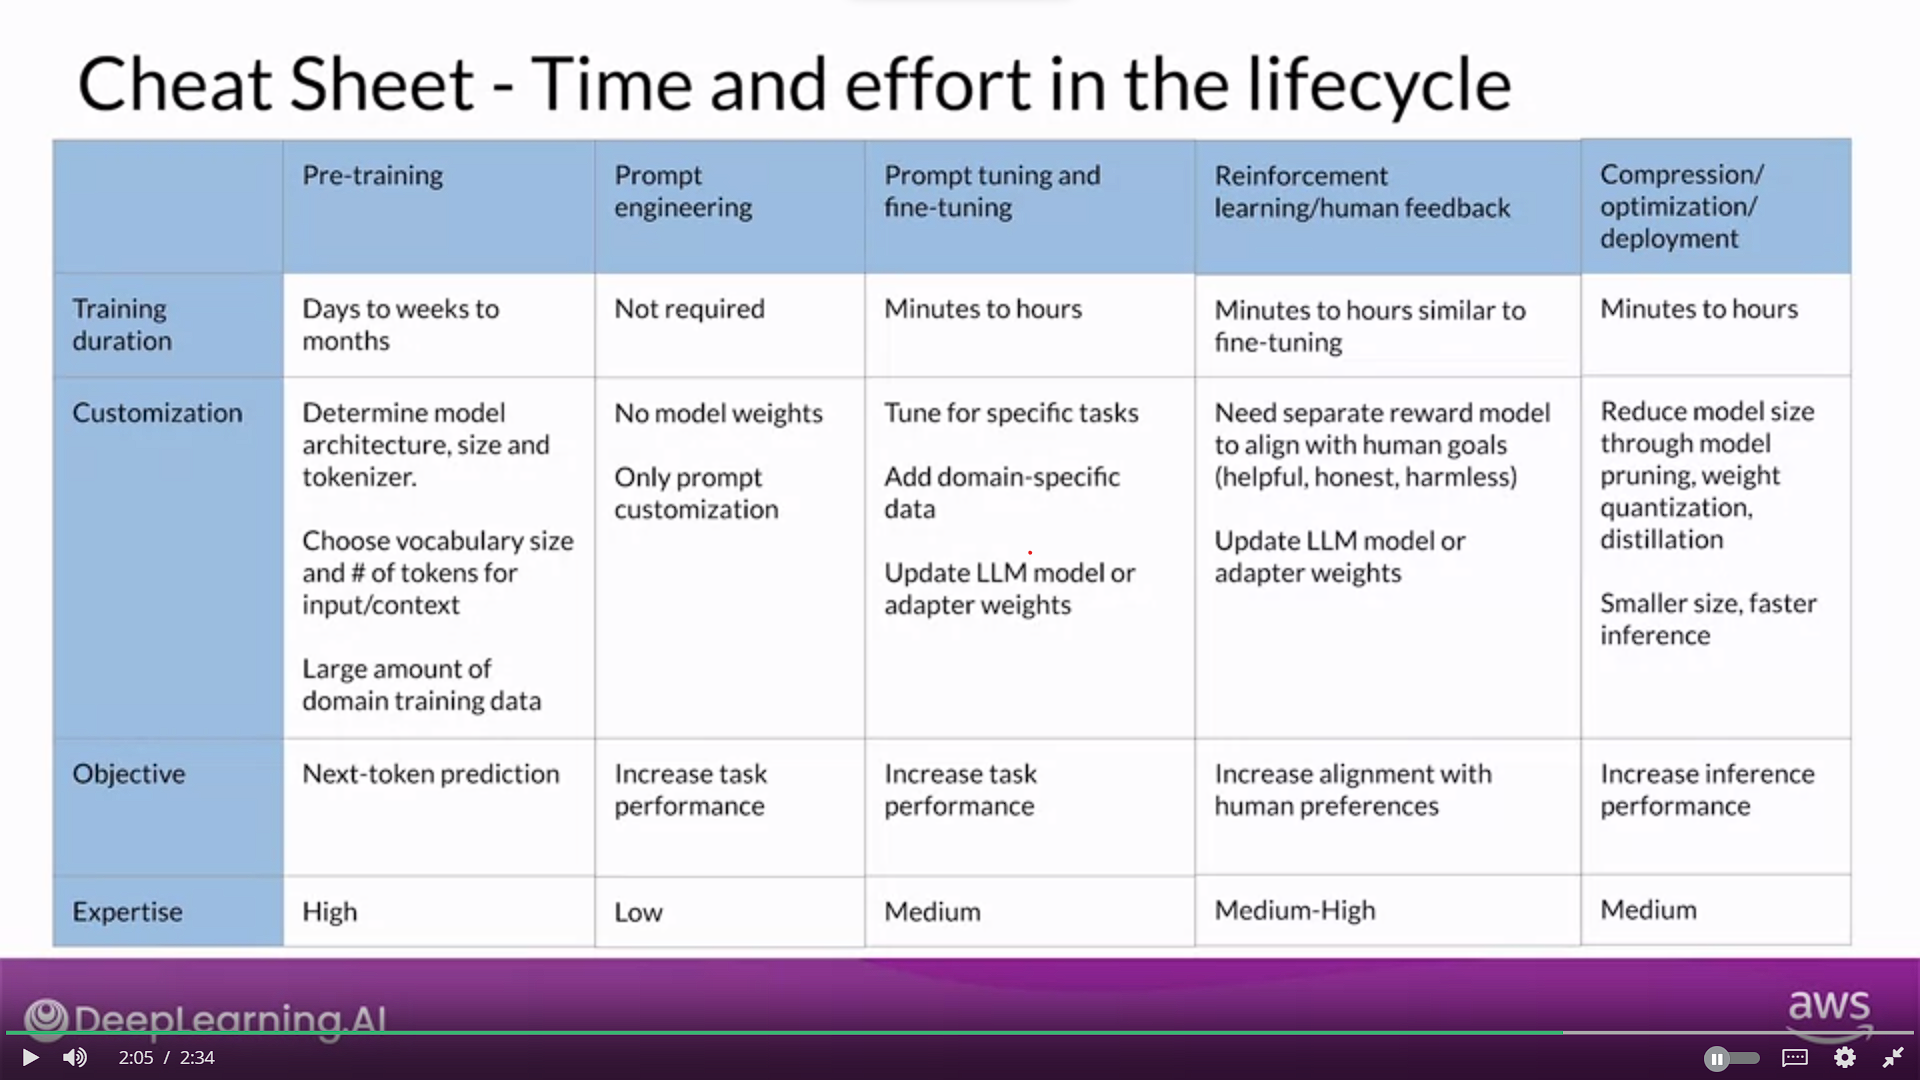 Cheat Sheet - Time and effort in the lifecycle
Pre-training
Prompt
engineering
Prompt tuning and
fine-tuning
Reinforcement
learning/human feedback
Compression/
optimization/
deployment
Training
duration
Days to weeks to
months
Not required
Minutes to hours
Minutes to hours similar to
fine-tuning
Minutes to hours
Customization
Determine model
architecture, size and
tokenizer.
Choose vocabulary size
and # of tokens for
input/context
Large amount of
domain training data
No model weights
Only prompt
customization
Tune for specific tasks
Add domain-specific
data
Update LLM model or
adapter weights
Need separate reward model
to align with human goals
(helpful, honest, harmless)
Update LLM model or
adapter weights
Reduce model size
through model
pruning, weight
quantization,
distillation
Smaller size, faster
inference
Objective
Next-token prediction
Increase task
performance
Increase task
performance
Increase alignment with
human preferences
Increase inference
performance
Expertise
High
Low
Medium
Medium-High
Medium
DeepLearning.AI
aws
2:05 / 2:34